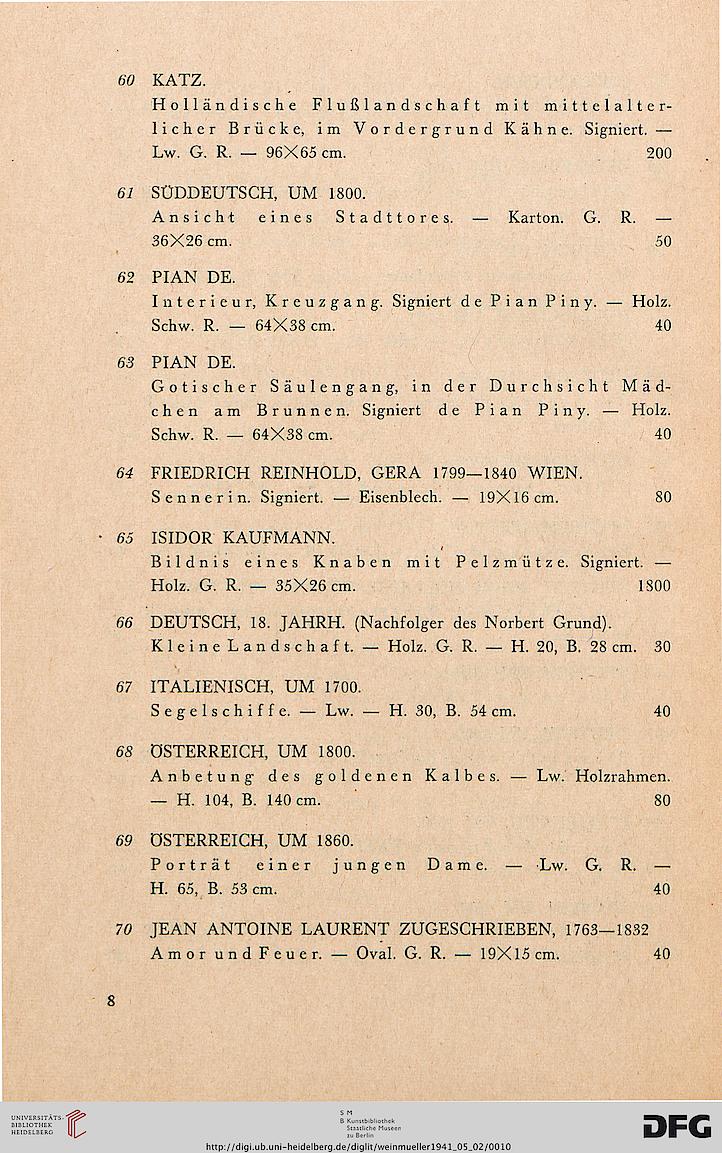 60 KATZ.
Holländische Flußlandschaft mit mittelalter-
licher Brücke, im Vordergrund Kähne. Signiert. —
Lw. G. R. — 96×65 cm. 200
61 SÜDDEUTSCH, UM 1800.
Ansicht eines Stadttores. — Karton. G. R. —
36×26 cm. 50
62 PIAN DE.
Interieur, Kreuzgang. Signiert de Pian Piny. — Holz.
Schw. R. — 64×38 cm. 40
63 PIAN DE.
Gotischer Säulengang, in der Durchsicht Mäd-
chen am Brunnen. Signiert de Pian Piny. — Holz.
Schw. R. — 64×38 cm. 40
64 FRIEDRICH REINHOLD, GERA 1799—1840 WIEN.
Sennerin. Signiert. — Eisenblech. — 19×16 cm. 80
65 ISIDOR KAUFMANN.
Bildnis eines Knaben mit Pelzmütze. Signiert. —
Holz. G. R. — 35×26 cm. 1800
66 DEUTSCH, 18. JAHRH. (Nachfolger des Norbert Grund).
Kleine Landschaft. — Holz. G. R. — H. 20, B. 28 cm. 30
67 ITALIENISCH, UM 1700.
Segelschiffe. — Lw. — H. 30, B. 54 cm. 40
68 ÖSTERREICH, UM 1800.
Anbetung des goldenen Kalbes. — Lw. Holzrahmen.
— H. 104, B. 140 cm. 80
69 ÖSTERREICH, UM 1860.
Porträt einer jungen Dame. — Lw. G. R. —
H. 65, B. 53 cm. 40
70 JEAN ANTOINE LAURENT ZUGESCHRIEBEN, 1763—1832
Amor und Feuer. — Oval. G. R. — 19×15 cm. 40
8
UNIVERSITÄTS-
BIBLIOTHEK
HEIDELBERG
S M
B Kunstbibliothek
Staatliche Museen
zu Berlin
DFG
http://digi.ub.uni-heidelberg.de/diglit/weinmueller1941_05_02/0010